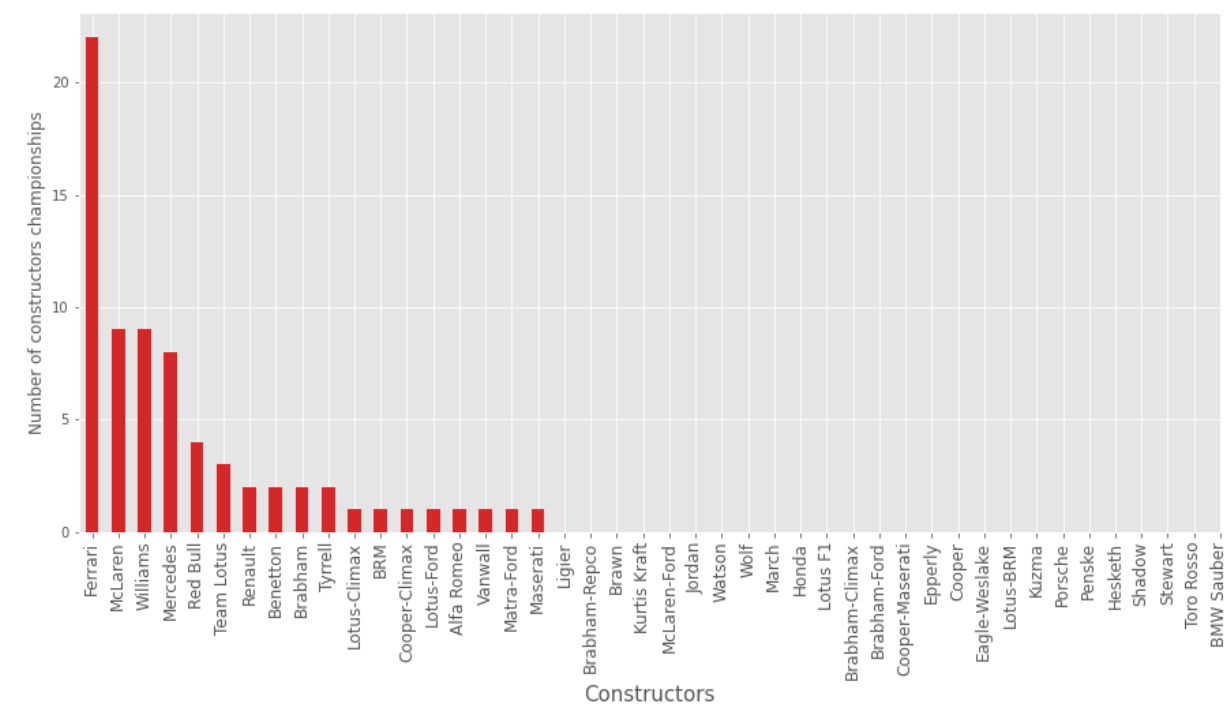 Number of constructors championships
20
15
10
5
0
Ferrari
McLaren
Williams
Mercedes
Red Bull
Team Lotus
Renault
Benetton
Brabham
Tyrrell
Lotus-Climax
BRM
Cooper-Climax
Lotus-Ford
Alfa Romeo
Vanwall
Matra-Ford
Maserati
Ligier
Brabham-Repco
Brawn
Kurtis Kraft
McLaren-Ford
Jordan
Watson
Wolf
March
Honda
Lotus F1
Brabham-Climax
Brabham-Ford
Cooper-Maserati
Epperly
Cooper
Eagle-Weslake
Lotus-BRM
Kuzma
Porsche
Penske
Hesketh
Shadow
Stewart
Toro Rosso
BMW Sauber
Constructors